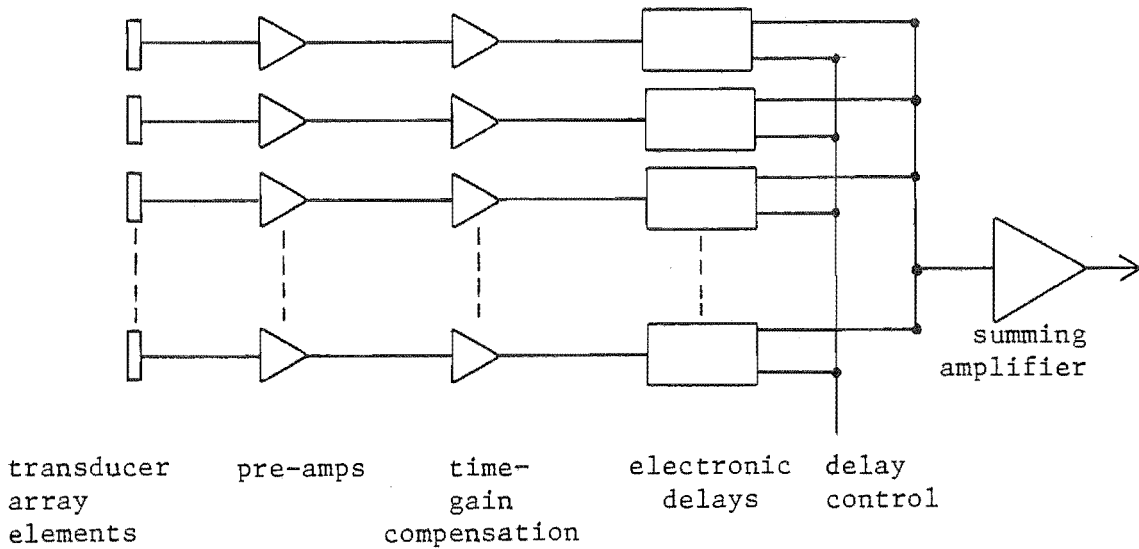 summing
amplifier
transducer
array
elements
pre-amps
time-
gain
compensation
electronic
delays
delay
control